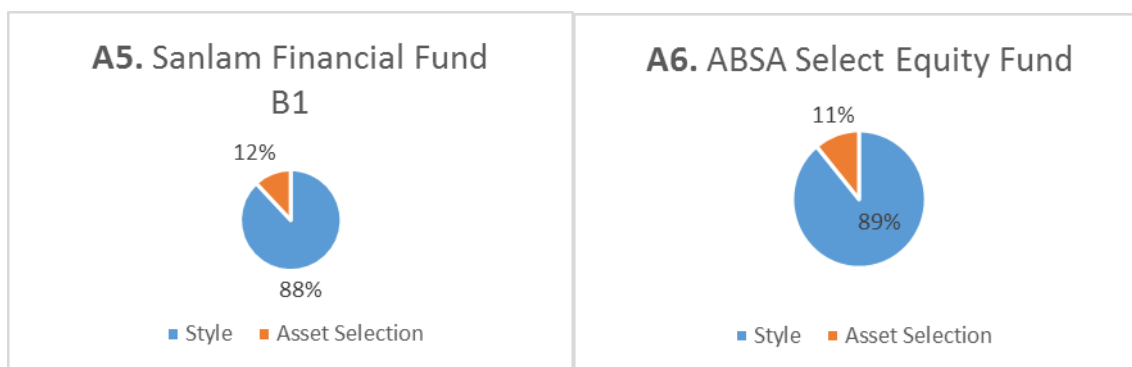 A5. Sanlam Financial Fund
B1
12%
88%
Style Asset Selection
A6. ABSA Select Equity Fund
11%
89%
Style Asset Selection